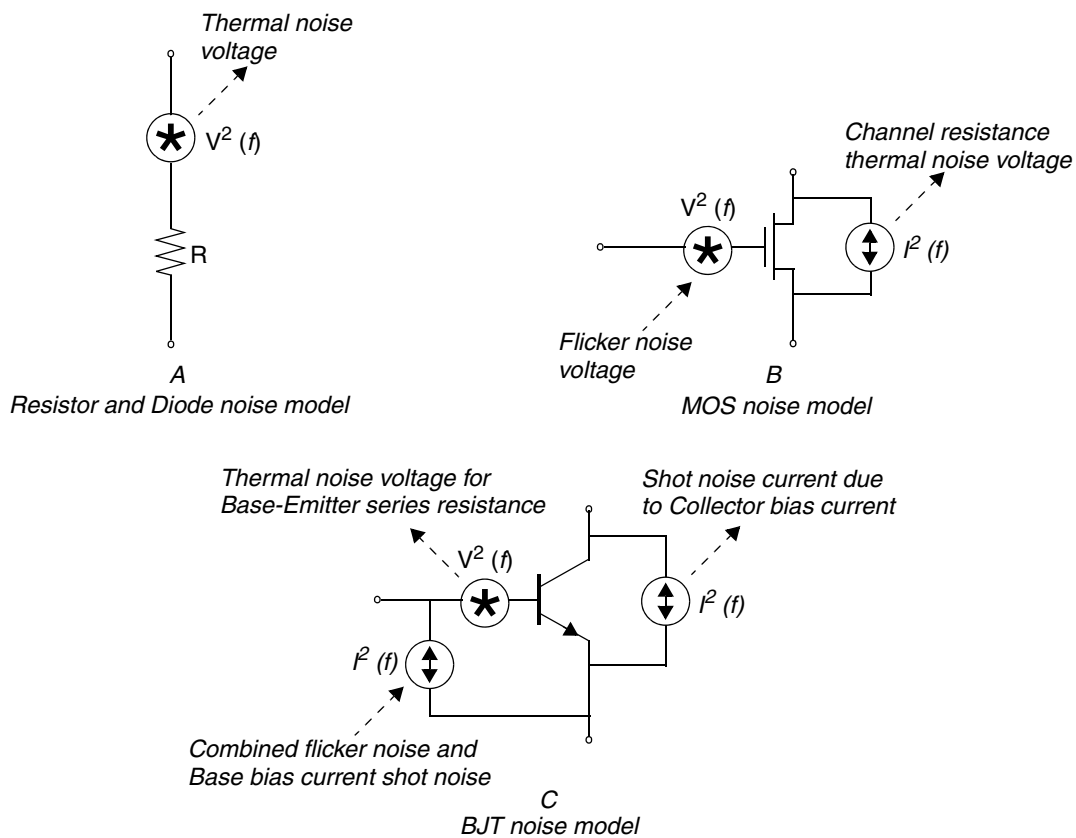 Thermal noise
voltage
V² (f)
R
A
Resistor and Diode noise model
Channel resistance
thermal noise voltage
V² (f)
I² (f)
Flicker noise
voltage
B
MOS noise model
Thermal noise voltage for
Base-Emitter series resistance
Shot noise current due
to Collector bias current
V² (f)
I² (f)
I² (f)
Combined flicker noise and
Base bias current shot noise
C
BJT noise model